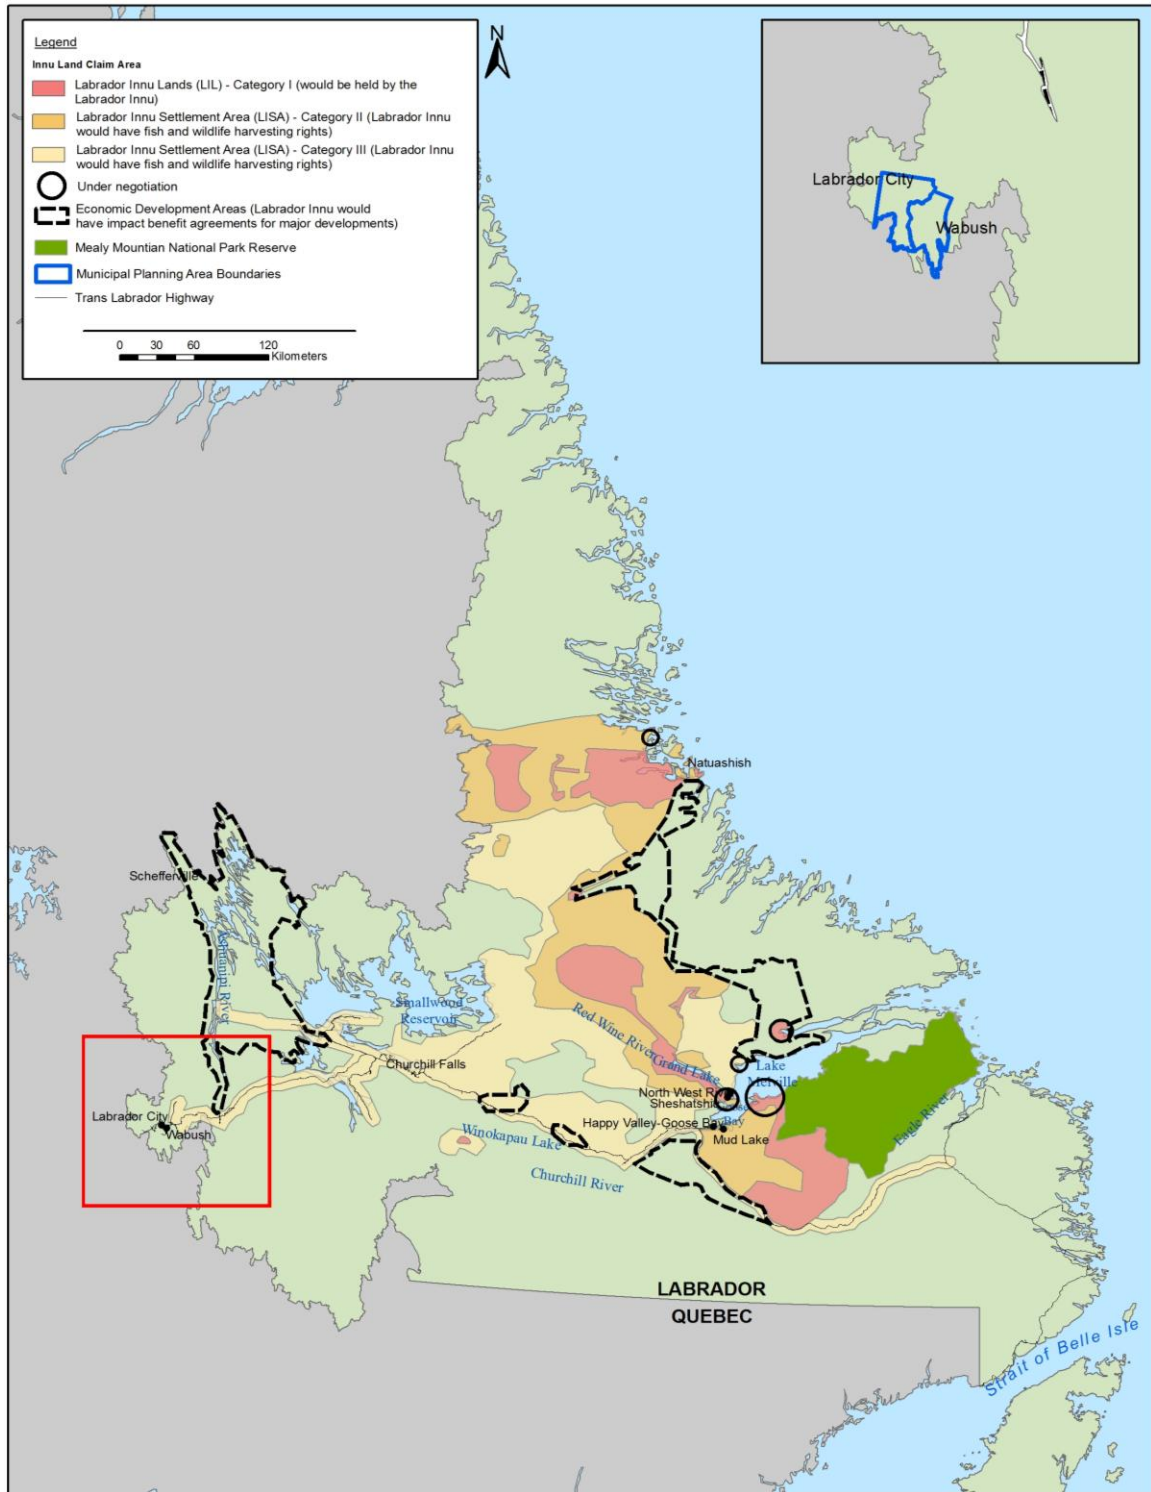 Legend
Innu Land Claim Area
Labrador Innu Lands (LIL) - Category I (would be held by the
Labrador Innu)
Labrador Innu Settlement Area (LISA) - Category II (Labrador Innu
would have fish and wildlife harvesting rights)
Labrador Innu Settlement Area (LISA) - Category III (Labrador Innu
would have fish and wildlife harvesting rights)
Under negotiation
Economic Development Areas (Labrador Innu would
have impact benefit agreements for major developments)
Mealy Mountian National Park Reserve
Municipal Planning Area Boundaries
Trans Labrador Highway
0 30 60 120
Kilometers
N
Labrador City
Wabush
Natuashish
Schefferville
Ashuanipi River
Smallwood
Reservoir
Red Wine River
Churchill Falls
Grand Lake
Lake
Melville
North West River
Sheshatshiu
Labrador City
Wabush
Happy Valley-Goose Bay
Bay
Mud Lake
Eagle River
Winokapau Lake
Churchill River
LABRADOR
QUEBEC
Strait of Belle Isle